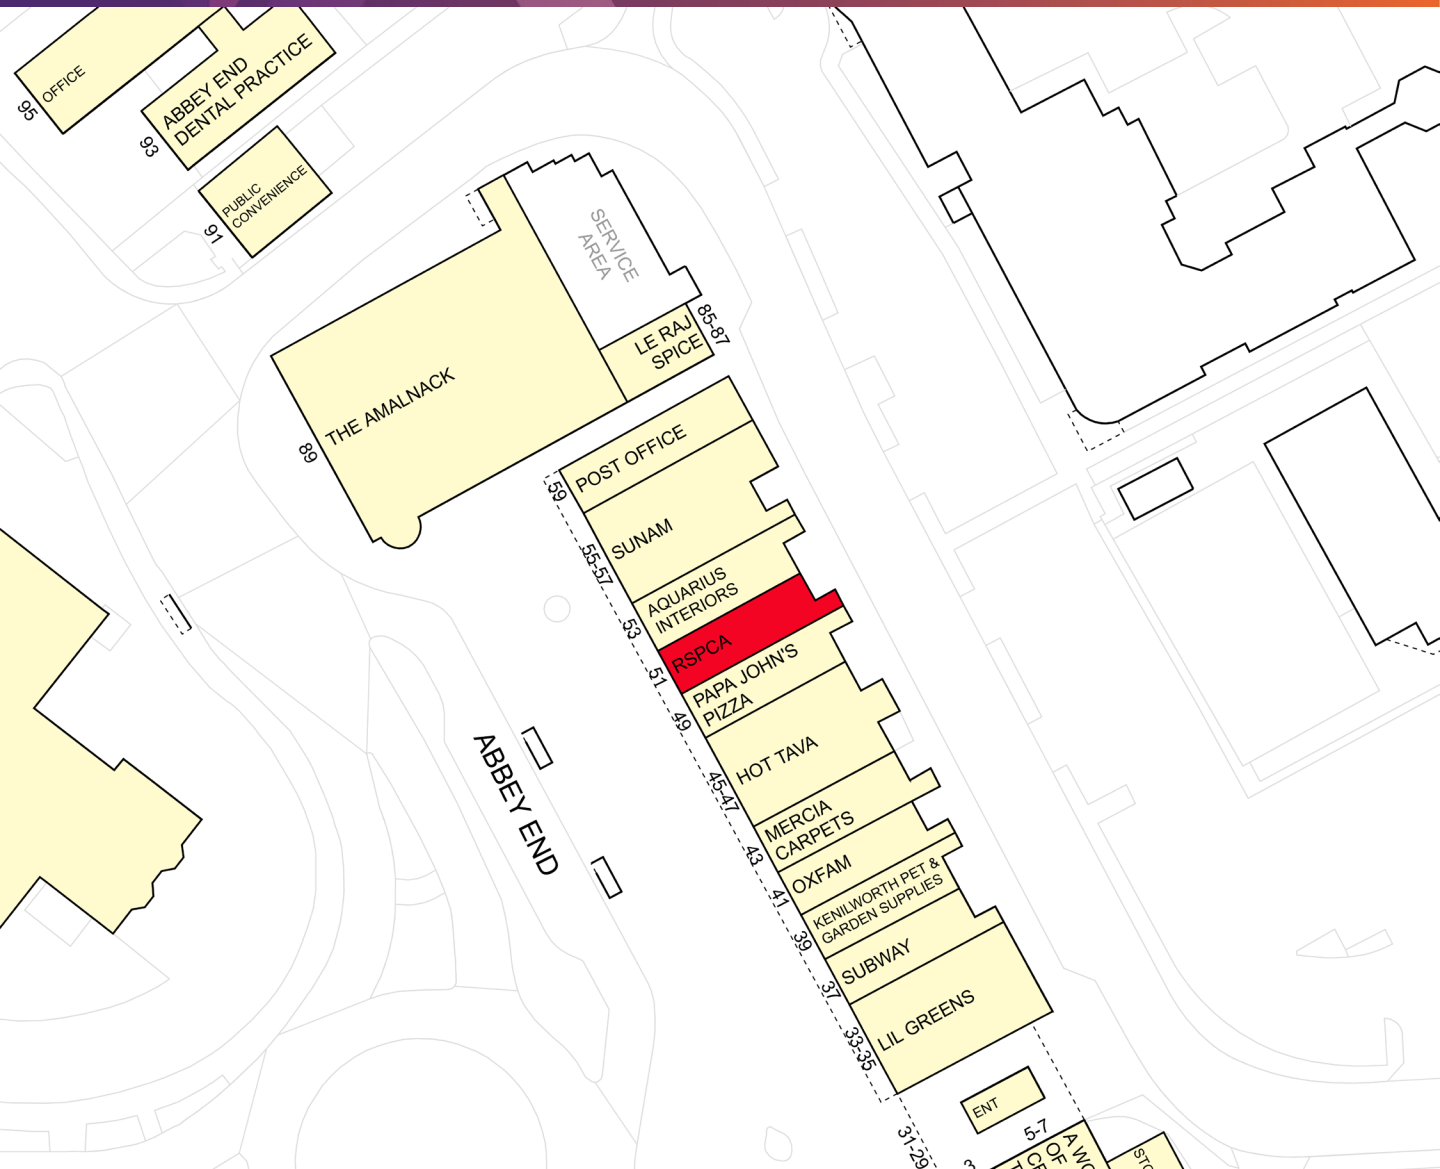 OFFICE
95
ABBEY END
DENTAL PRACTICE
93
PUBLIC
CONVENIENCE
91
SERVICE
AREA
LE RAJ
SPICE
85-87
THE AMALNACK
89
POST OFFICE
59
SUNAM
55-57
AQUARIUS
INTERIORS
53
RSPCA
51
PAPA JOHN'S
PIZZA
49
HOT TAVA
45-47
ABBEY END
MERCIA
CARPETS
43
OXFAM
41
KENILWORTH PET &
GARDEN SUPPLIES
39
SUBWAY
37
LIL GREENS
33-35
ENT
31-29
5-7
A WO
OF